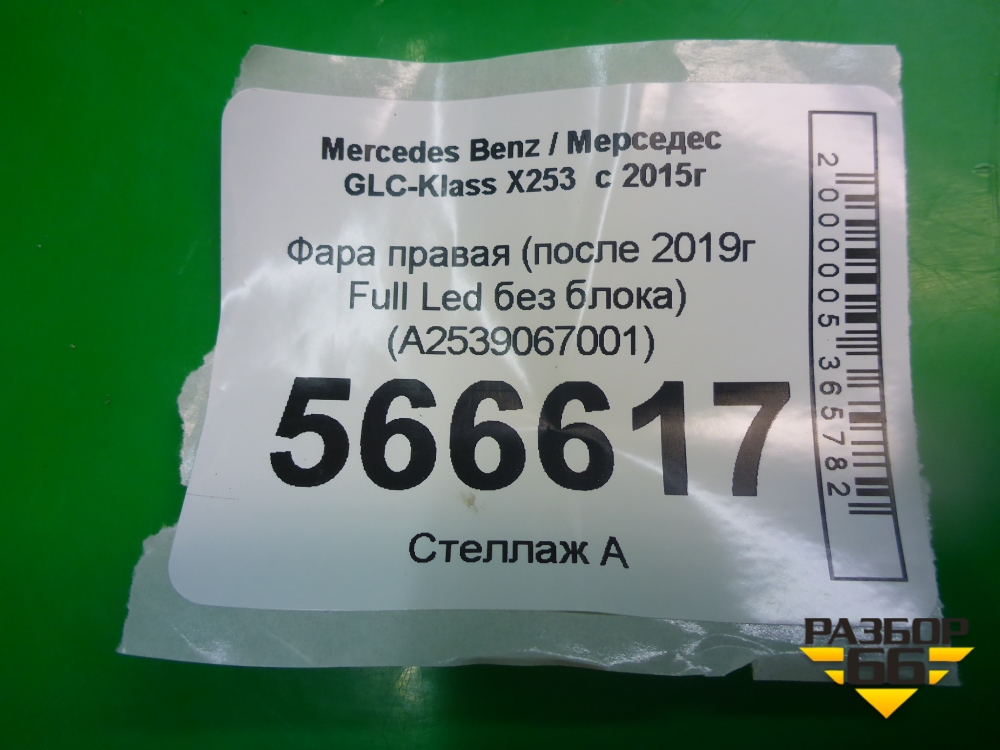 Mercedes Benz / Мерседес
GLC-Klass X253 с 2015г
Фара правая (после 2019г
Full Led без блока)
(A2539067001)
566617
Стеллаж А
2000005365782
РАЗБОР
66